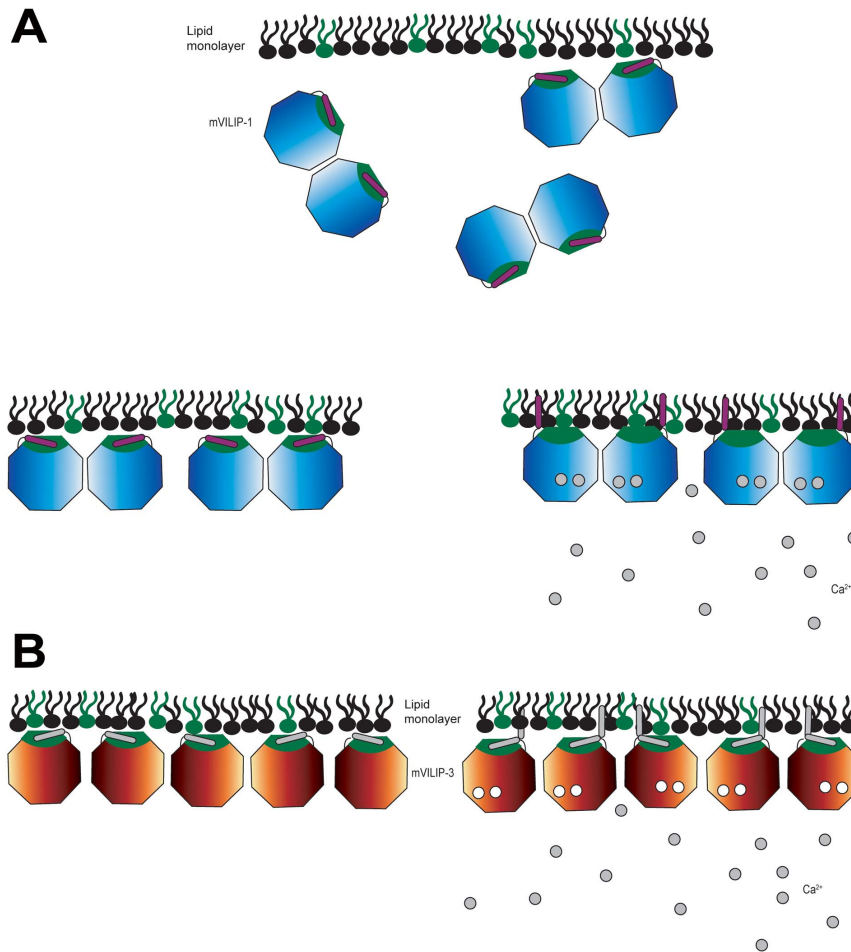 A
Lipid
monolayer
mVILIP-1
Ca²⁺
B
Lipid
monolayer
mVILIP-3
Ca²⁺